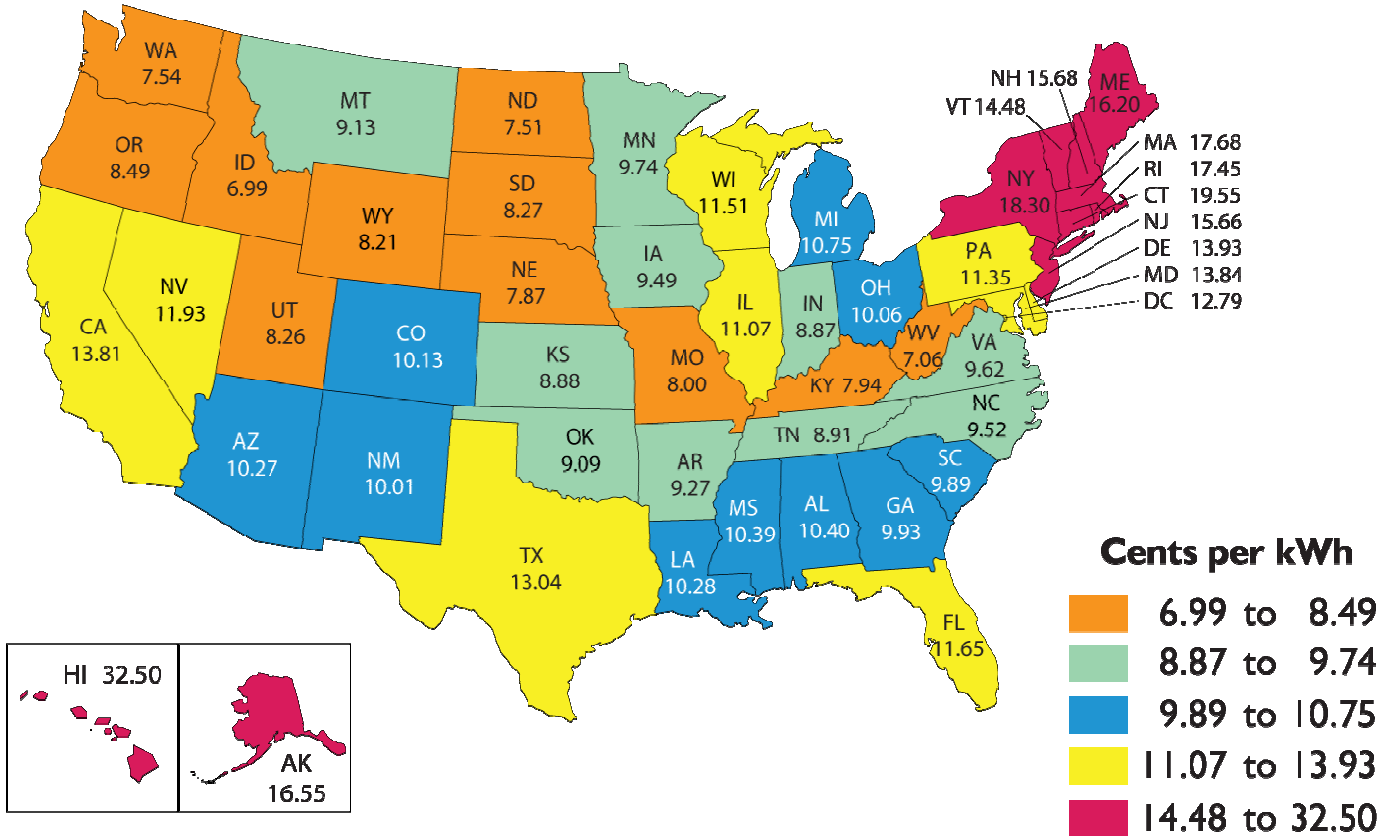 WA
7.54
MT
9.13
ND
7.51
MN
9.74
NH 15.68
VT 14.48
ME
16.20
OR
8.49
ID
6.99
SD
8.27
WI
11.51
MI
10.75
NY
18.30
MA 17.68
RI 17.45
CT 19.55
NJ 15.66
DE 13.93
MD 13.84
DC 12.79
WY
8.21
NE
7.87
IA
9.49
PA
11.35
NV
11.93
UT
8.26
CO
10.13
IL
11.07
IN
8.87
OH
10.06
WV
7.06
VA
9.62
CA
13.81
KS
8.88
MO
8.00
KY 7.94
NC
9.52
AZ
10.27
NM
10.01
OK
9.09
AR
9.27
TN 8.91
SC
9.89
MS
10.39
AL
10.40
GA
9.93
TX
13.04
LA
10.28
FL
11.65
HI 32.50
AK
16.55
Cents per kWh
6.99 to 8.49
8.87 to 9.74
9.89 to 10.75
11.07 to 13.93
14.48 to 32.50